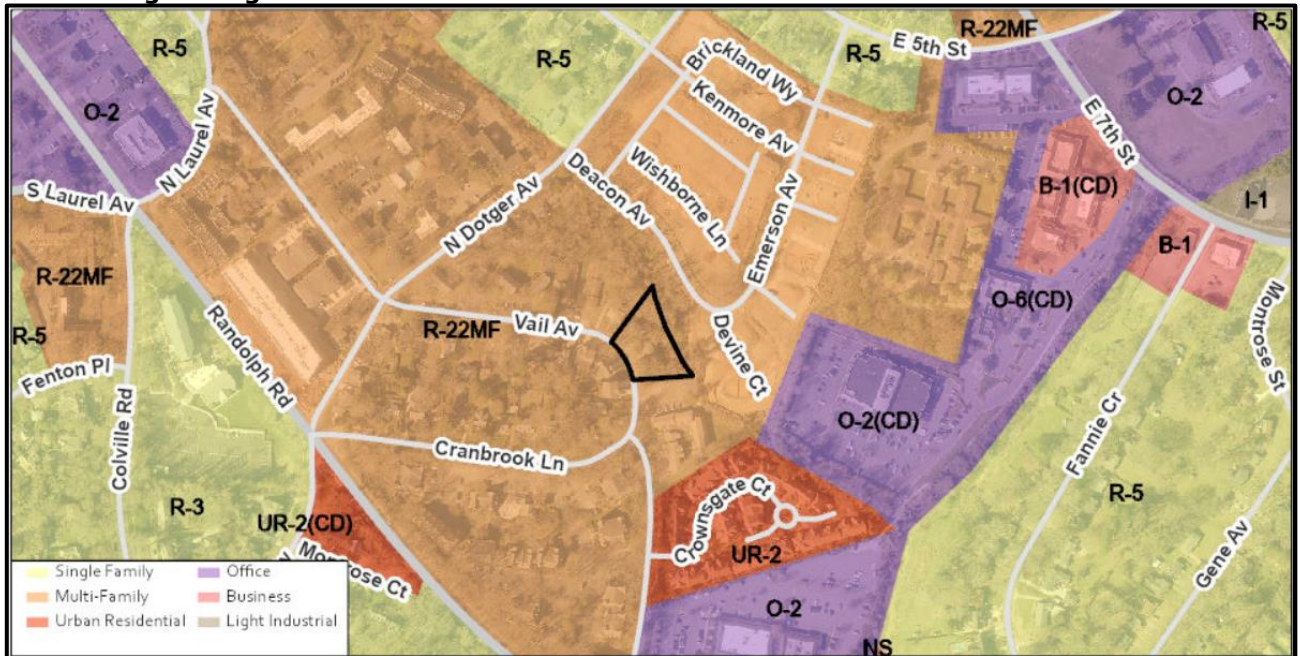 R-5
R-22MF
E 5th St
R-5
R-5
R-5
O-2
O-2
N Laurel Av
Brickland Wy
Kenmore Av
E 7th St
B-1(CD)
I-1
S Laurel Av
N Dotger Av
Deacon Av
Wishborne Ln
Emerson Av
B-1
R-22MF
R-5
Randolph Rd
R-22MF
Vail Av
O-6(CD)
Montrose St
Fenton Pl
Colville Rd
Devine Ct
O-2(CD)
Fannie Cr
Cranbrook Ln
R-5
R-3
UR-2(CD)
Crownsgate Ct
UR-2
Gene Av
O-2
NS
Single Family
Multi-Family
Urban Residential
Office
Business
Light Industrial